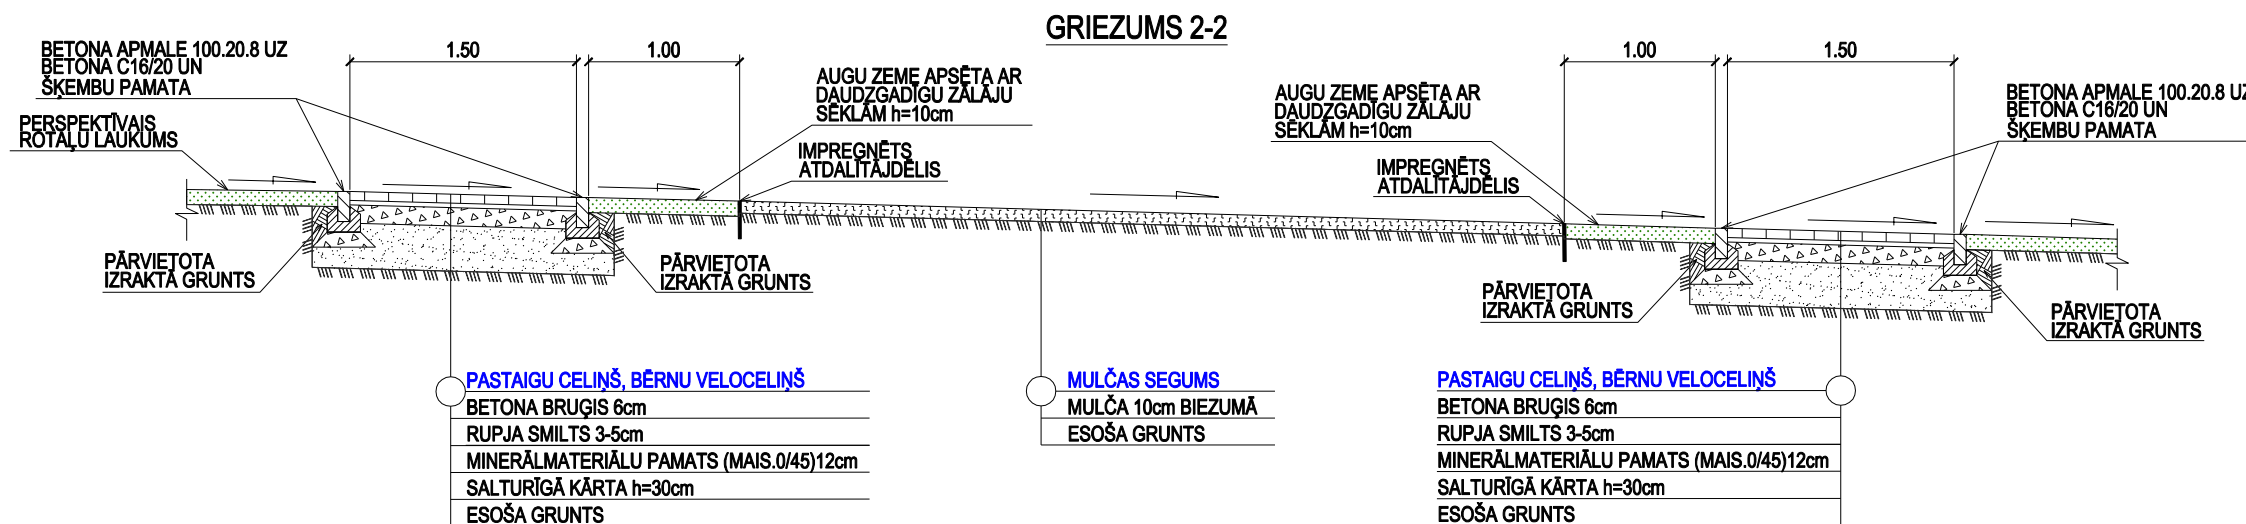 GRIEZUMS 2-2
BETONA APMALE 100.20.8 UZ
BETONA C16/20 UN
ŠĶEMBU PAMATA
1.50
1.00
AUGU ZEME APSĒTA AR
DAUDZGADĪGU ZĀLĀJU
SĒKLĀM h=10cm
PERSPEKTĪVAIS
ROTAĻU LAUKUMS
IMPREGNĒTS
ATDALĪTĀJDĒLIS
PĀRVIETOTA
IZRAKTĀ GRUNTS
PĀRVIETOTA
IZRAKTĀ GRUNTS
1.00
1.50
AUGU ZEME APSĒTA AR
DAUDZGADĪGU ZĀLĀJU
SĒKLĀM h=10cm
BETONA APMALE 100.20.8 UZ
BETONA C16/20 UN
ŠĶEMBU PAMATA
IMPREGNĒTS
ATDALĪTĀJDĒLIS
PĀRVIETOTA
IZRAKTĀ GRUNTS
PĀRVIETOTA
IZRAKTĀ GRUNTS
PASTAIGU CELIŅŠ, BĒRNU VELOCELIŅŠ
BETONA BRUĢIS 6cm
RUPJA SMILTS 3-5cm
MINERĀLMATERIĀLU PAMATS (MAIS.0/45)12cm
SALTURĪGĀ KĀRTA h=30cm
ESOŠA GRUNTS
MULČAS SEGUMS
MULČA 10cm BIEZUMĀ
ESOŠA GRUNTS
PASTAIGU CELIŅŠ, BĒRNU VELOCELIŅŠ
BETONA BRUĢIS 6cm
RUPJA SMILTS 3-5cm
MINERĀLMATERIĀLU PAMATS (MAIS.0/45)12cm
SALTURĪGĀ KĀRTA h=30cm
ESOŠA GRUNTS